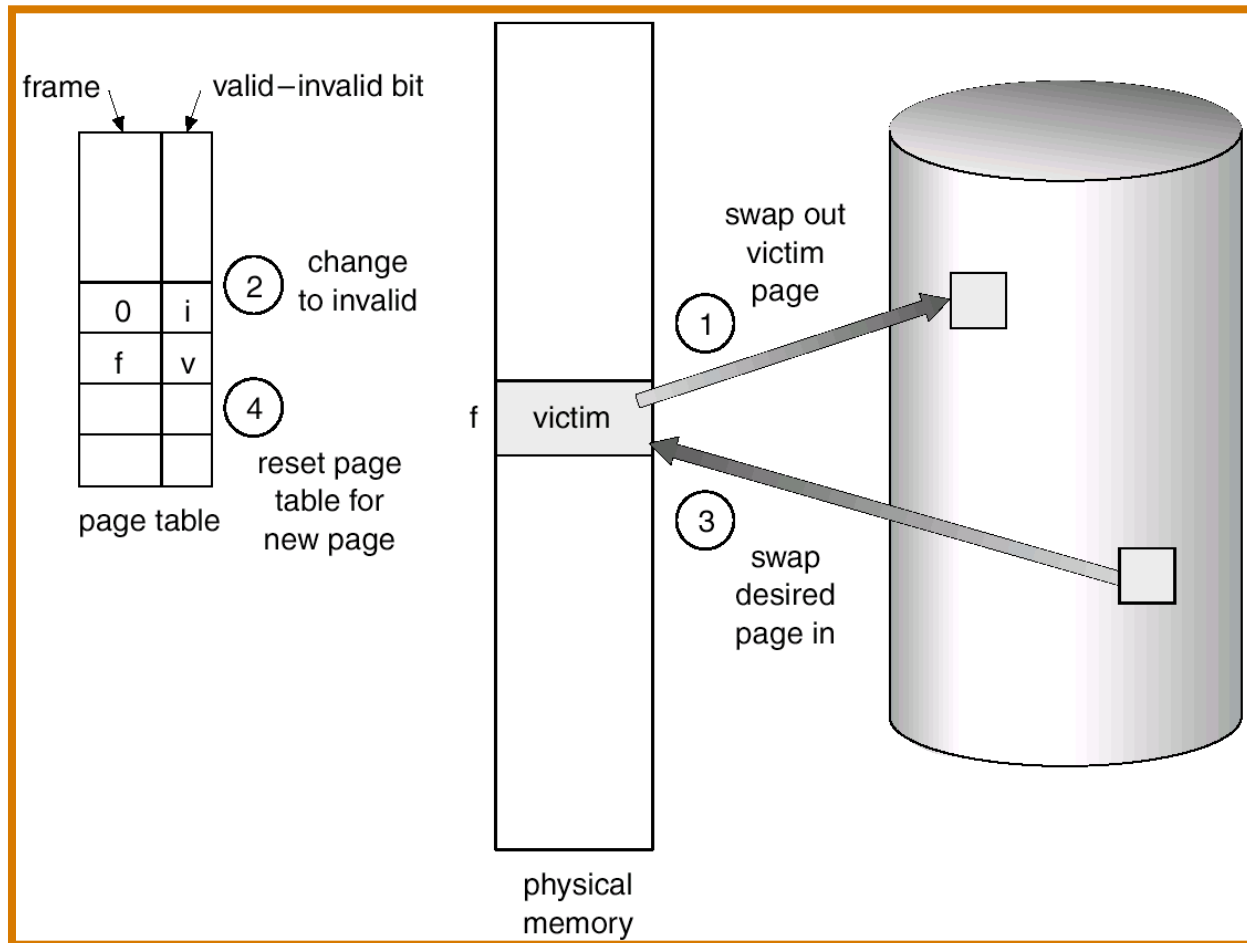 frame
valid–invalid bit
0 i
f v
2
change
to invalid
4
reset page
table for
new page
page table
f
victim
physical
memory
swap out
victim
page
1
3
swap
desired
page in